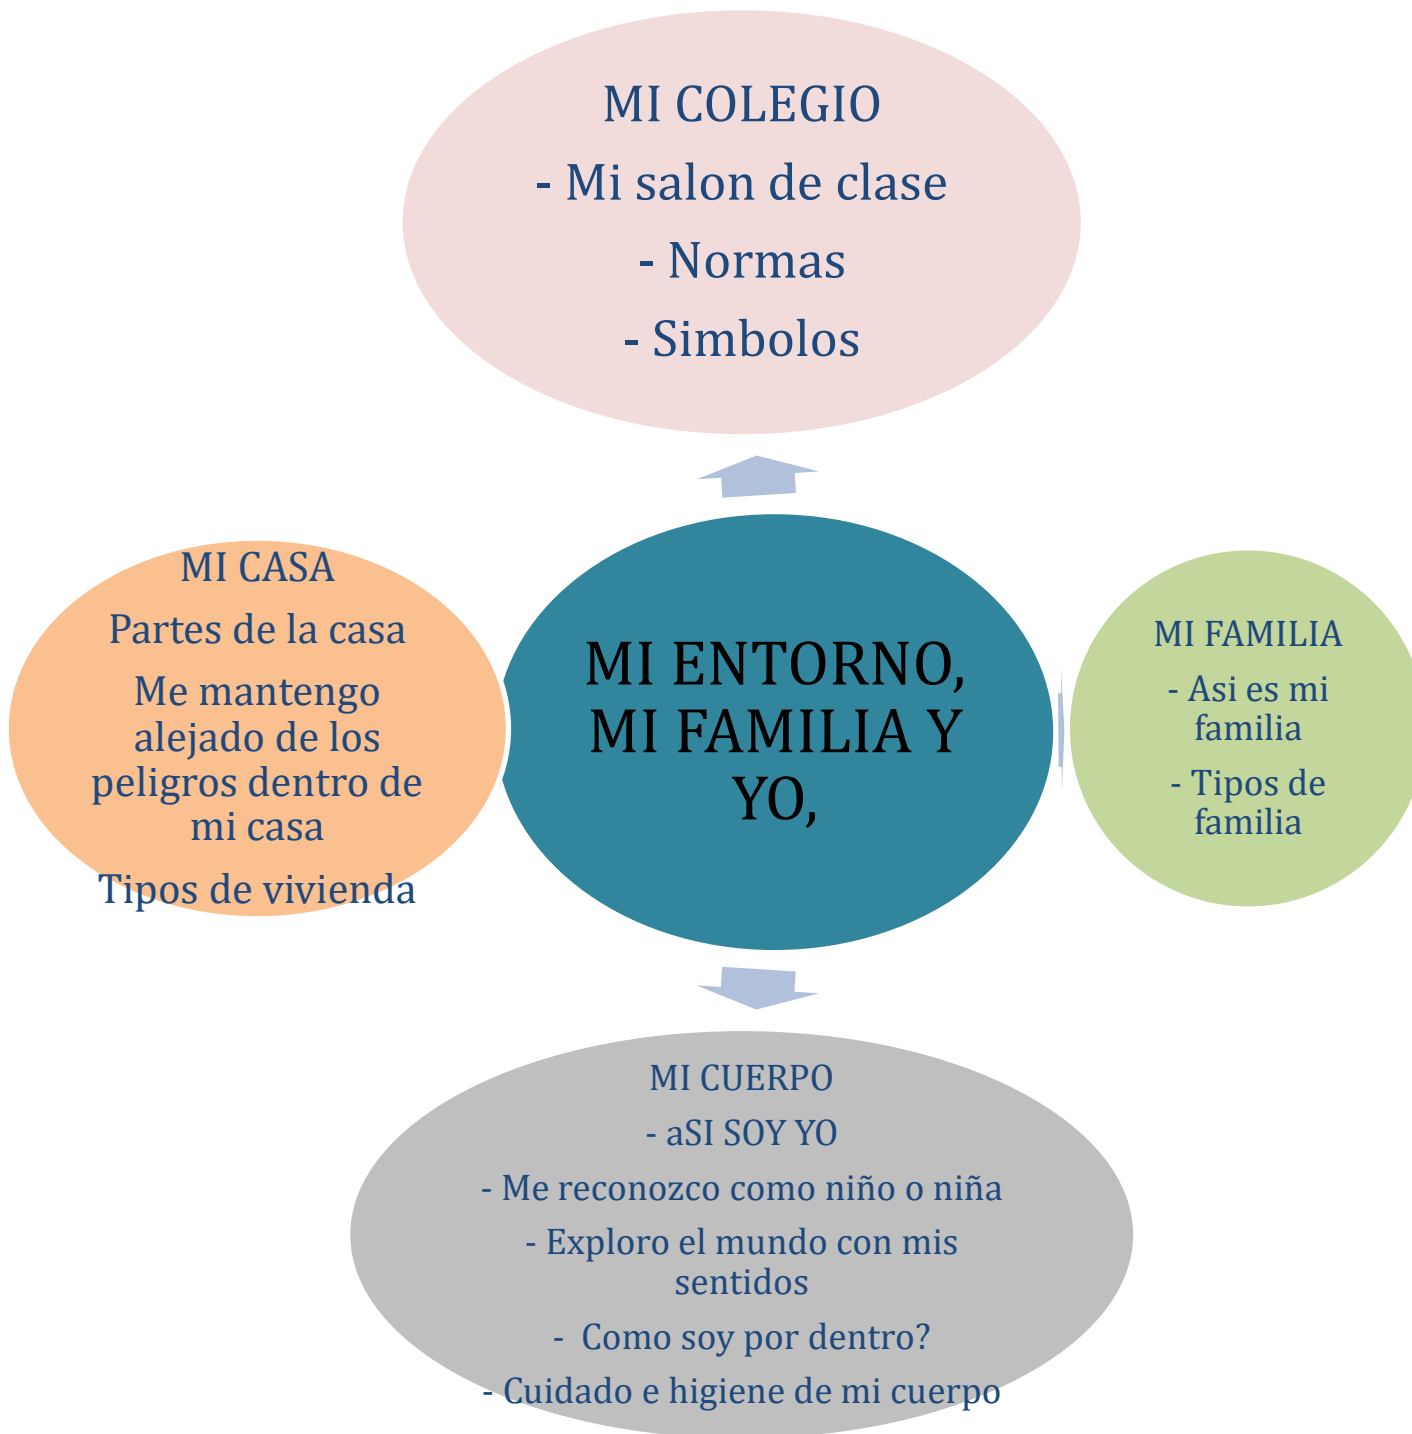 MI COLEGIO
- Mi salon de clase
- Normas
- Simbolos
MI CASA
Partes de la casa
Me mantengo
alejado de los
peligros dentro de
mi casa
Tipos de vivienda
MI ENTORNO,
MI FAMILIA Y
YO,
MI FAMILIA
- Asi es mi
familia
- Tipos de
familia
MI CUERPO
- aSI SOY YO
- Me reconozco como niño o niña
- Exploro el mundo con mis
sentidos
- Como soy por dentro?
- Cuidado e higiene de mi cuerpo